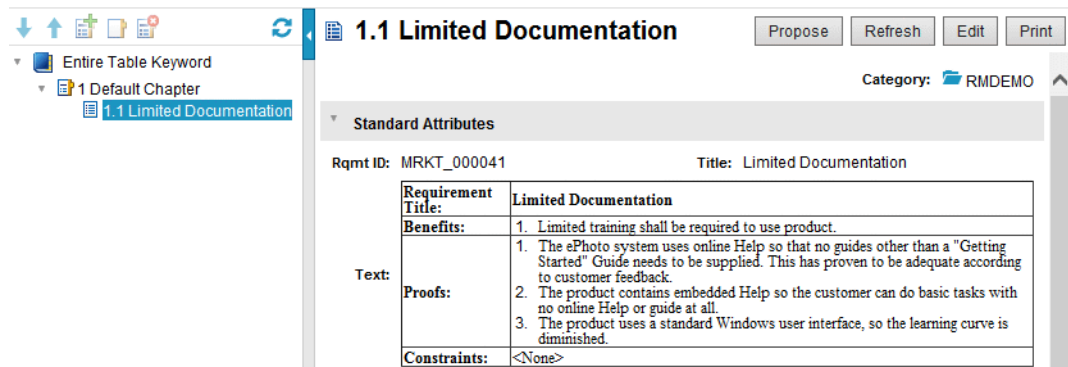 Entire Table Keyword
1 Default Chapter
1.1 Limited Documentation
1.1 Limited Documentation
Propose
Refresh
Edit
Print
Category: RMDEMO
Standard Attributes
Rqmt ID: MRKT_000041 Title: Limited Documentation
Text:
Requirement
Title:
Limited Documentation
Benefits:
1. Limited training shall be required to use product.
Proofs:
1. The ePhoto system uses online Help so that no guides other than a "Getting
Started" Guide needs to be supplied. This has proven to be adequate according
to customer feedback.
2. The product contains embedded Help so the customer can do basic tasks with
no online Help or guide at all.
3. The product uses a standard Windows user interface, so the learning curve is
diminished.
Constraints:
<None>